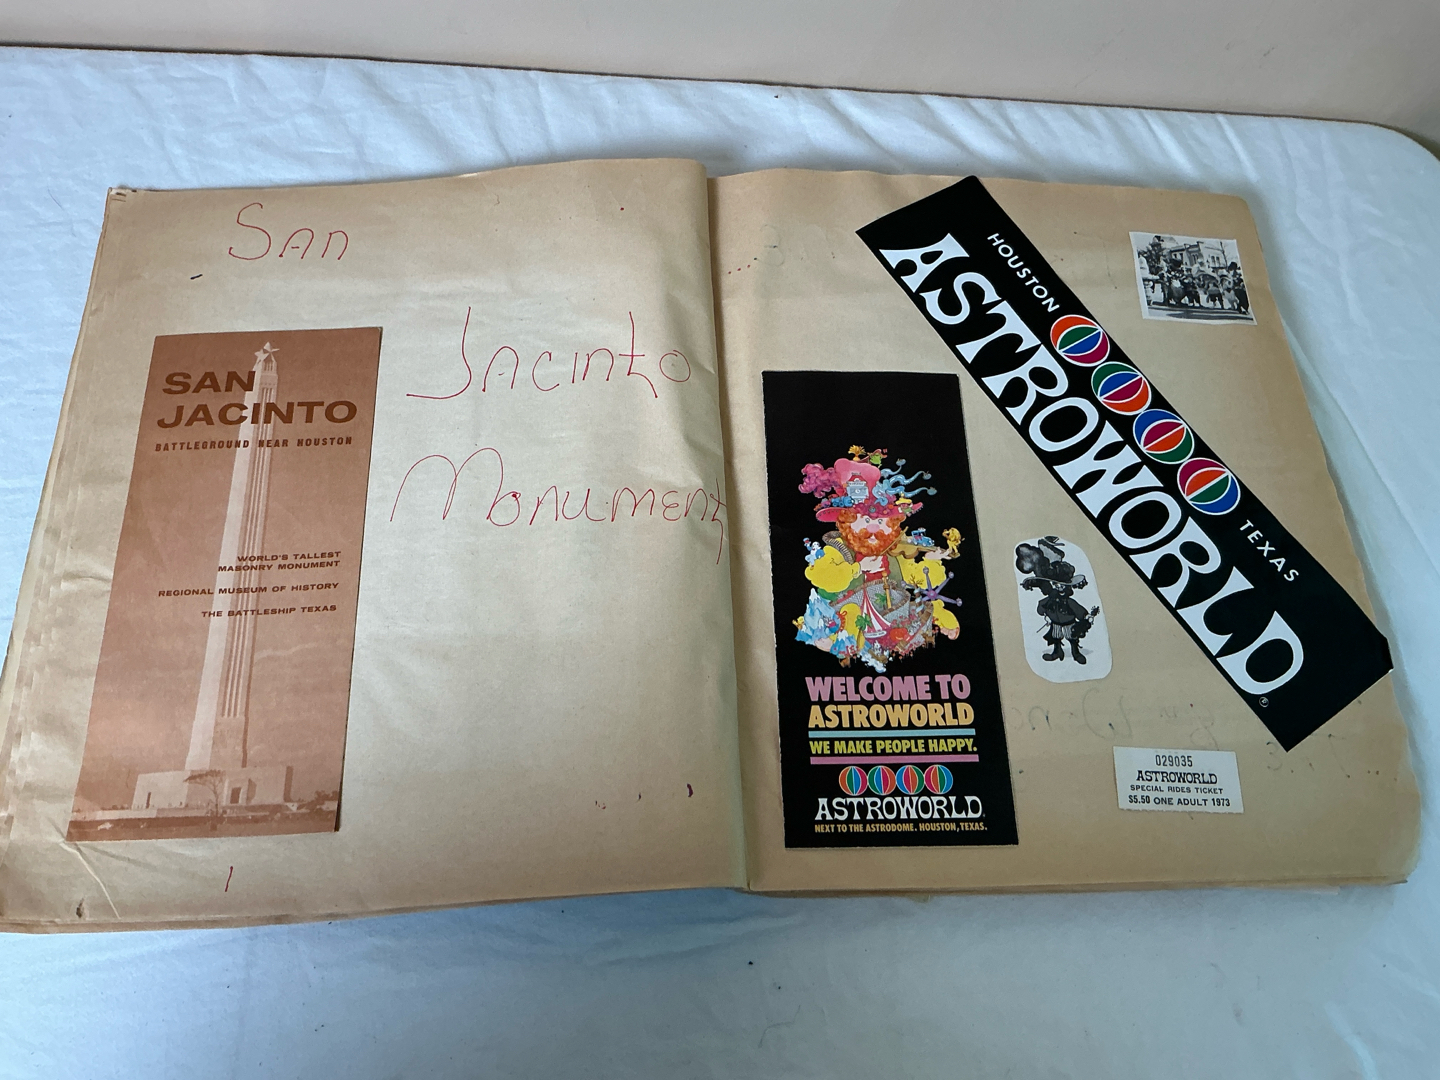 San
Jacinto
Monument
SAN
JACINTO
BATTLEGROUND NEAR HOUSTON
WORLD'S TALLEST
MASONRY MONUMENT
REGIONAL MUSEUM OF HISTORY
THE BATTLESHIP TEXAS
HOUSTON
TEXAS
ASTROWORLD
WELCOME TO
ASTROWORLD
WE MAKE PEOPLE HAPPY.
ASTROWORLD
NEXT TO THE ASTRODOME. HOUSTON, TEXAS.
029035
ASTROWORLD
SPECIAL RIDES TICKET
$5.50 ONE ADULT 1973